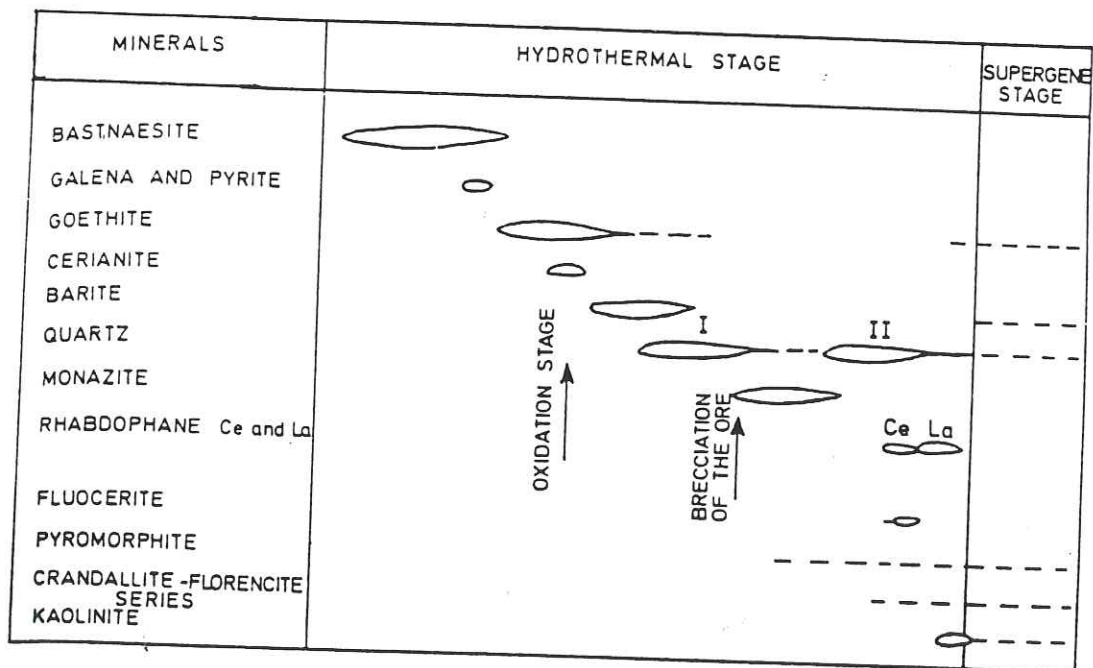 MINERALS
HYDROTHERMAL STAGE
SUPERGENE
STAGE
BASTNAESITE
GALENA AND PYRITE
GOETHITE
CERIANITE
BARITE
QUARTZ
I
II
MONAZITE
RHABDOPHANE Ce and La
Ce La
OXIDATION STAGE
BRECCIATION
OF THE ORE
FLUOCERITE
PYROMORPHITE
CRANDALLITE-FLORENCITE
SERIES
KAOLINITE